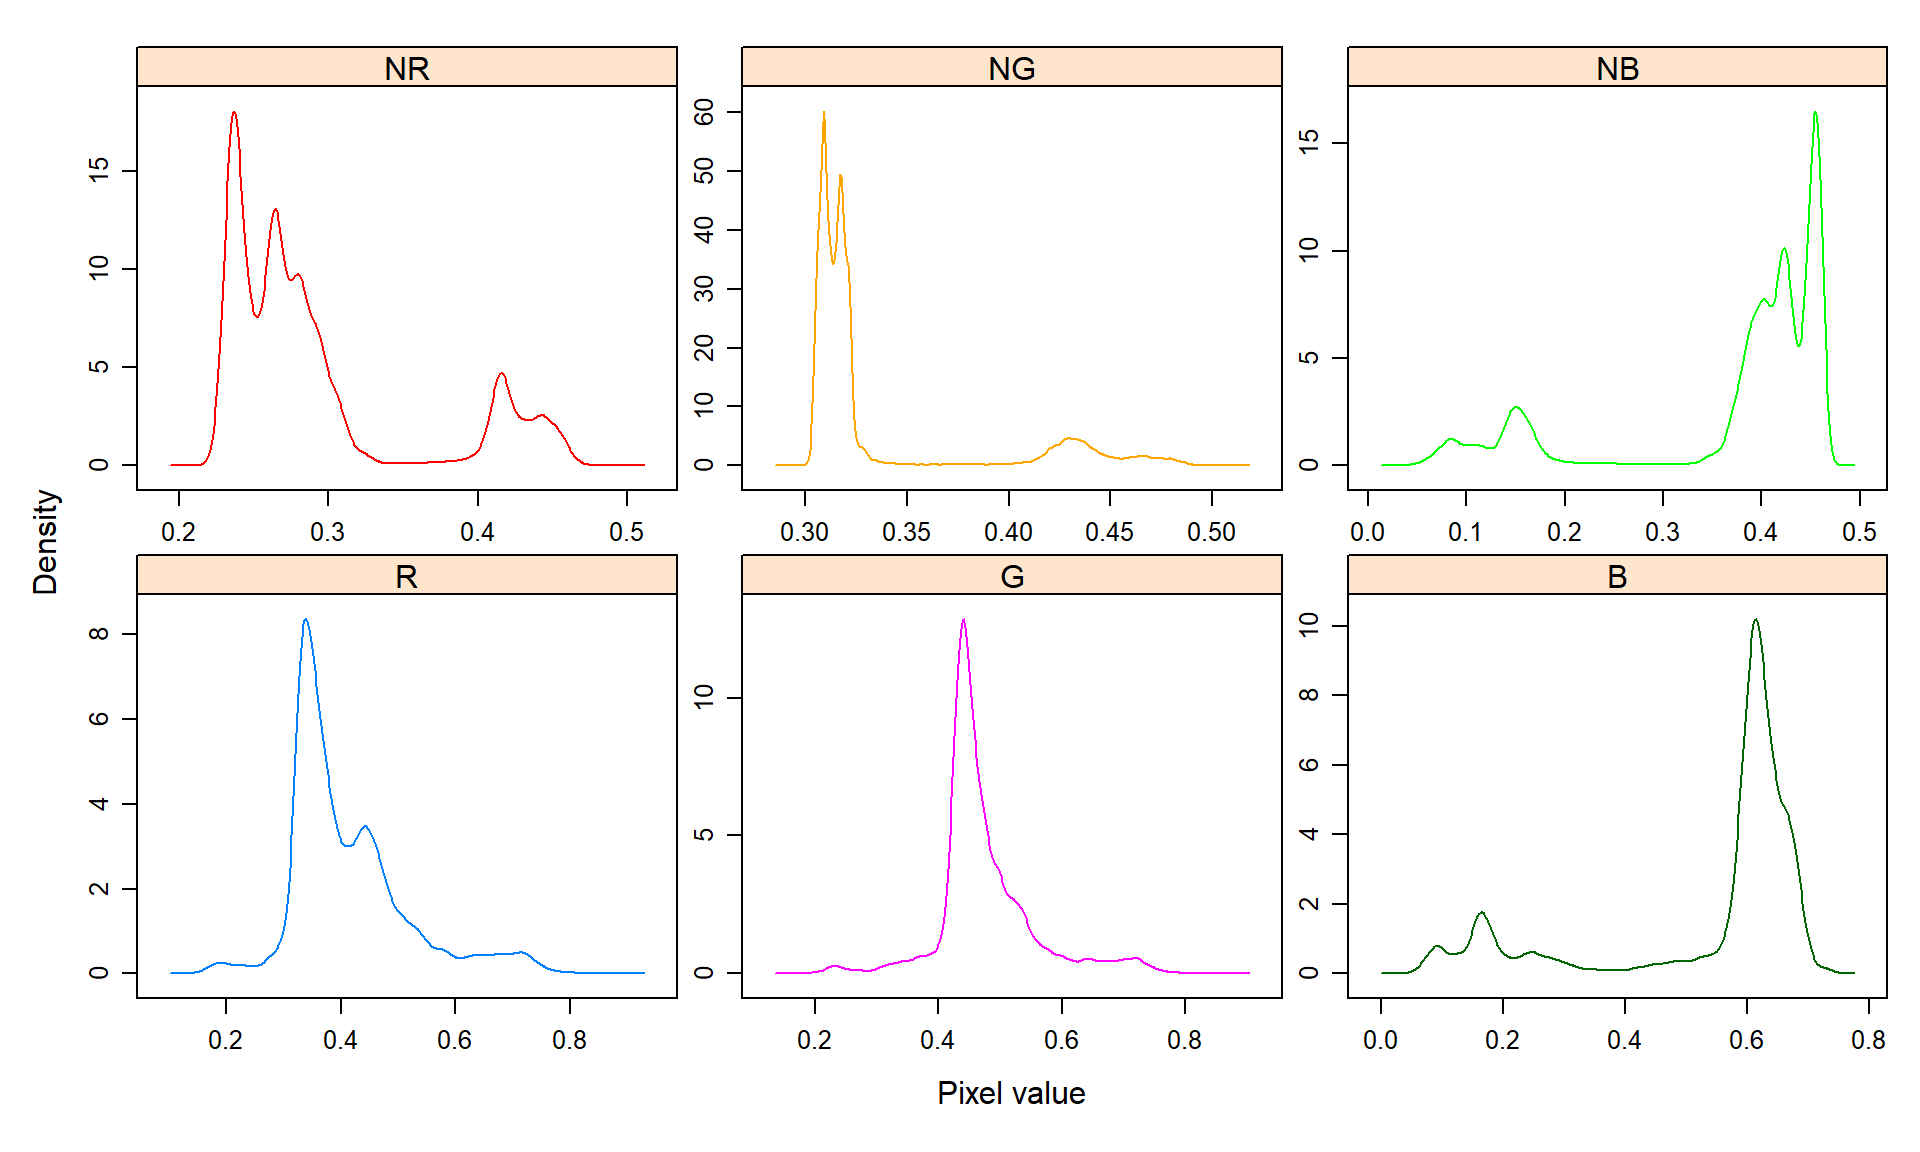 NR NG NB
15 10 5 0
60 50 40 30 20 10 0
15 10 5 0
0.2 0.3 0.4 0.5
0.30 0.35 0.40 0.45 0.50
0.0 0.1 0.2 0.3 0.4 0.5
Density
R G B
8 6 4 2 0
10 5 0
10 8 6 4 2 0
0.2 0.4 0.6 0.8
0.2 0.4 0.6 0.8
0.0 0.2 0.4 0.6 0.8
Pixel value